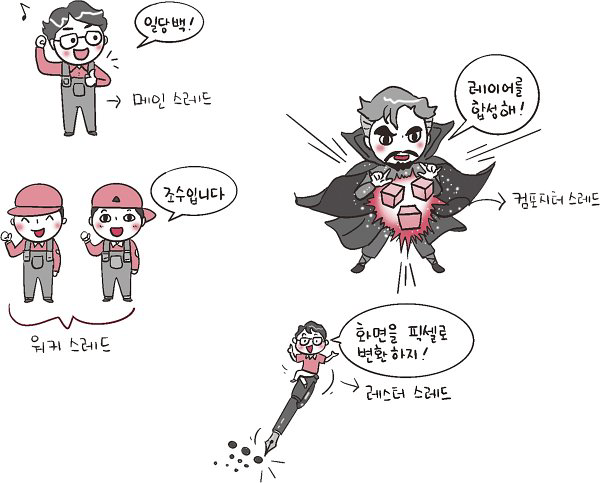 일당백!
메인 스레드
레이어를
합성해!
컴포지터 스레드
조수입니다
워커 스레드
화면을 픽셀로
변환하지!
레스터 스레드